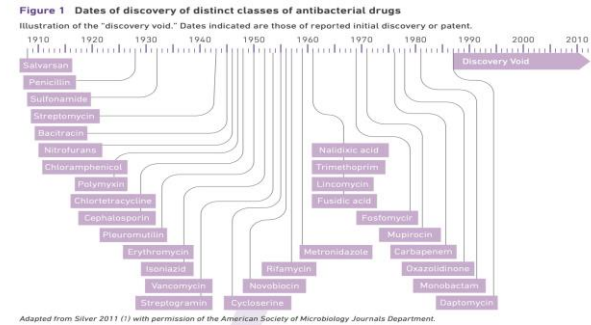 Figure 1 Dates of discovery of distinct classes of antibacterial drugs
Illustration of the "discovery void." Dates indicated are those of reported initial discovery or patent.
1910 1920 1930 1940 1950 1960 1970 1980 1990 2000 2010
Salvarsan
Discovery Void
Penicillin
Sulfonamide
Streptomycin
Bacitracin
Nitrofurans
Nalidixic acid
Chloramphenicol
Trimethoprim
Polymyxin
Lincomycin
Chlortetracycline
Fusidic acid
Cephalosporin
Fosfomycir
Pleuromutilin
Mupirocin
Erythromycin
Metronidazole
Carbapenem
Isoniazid
Rifamycin
Oxazolidinone
Vancomycin
Novobiocin
Monobactam
Streptogramin
Cycloserine
Daptomycin
Adapted from Silver 2011 (1) with permission of the American Society of Microbiology Journals Department.